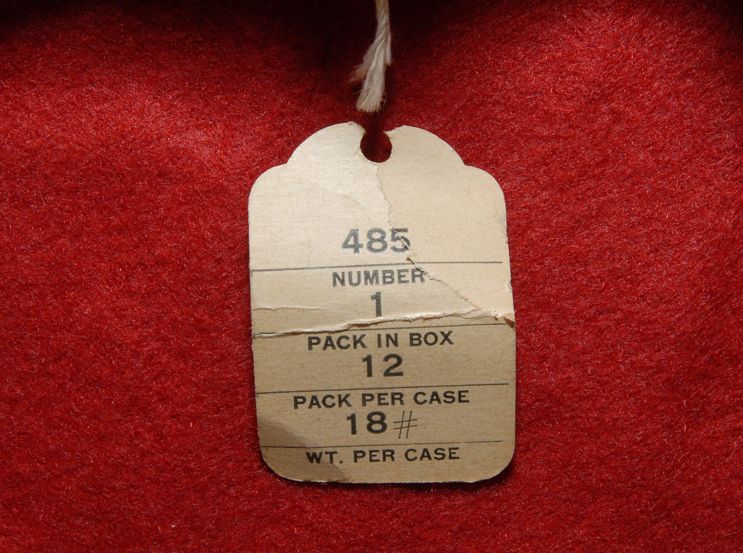 485
NUMBER
1
PACK IN BOX
12
PACK PER CASE
18#
WT. PER CASE